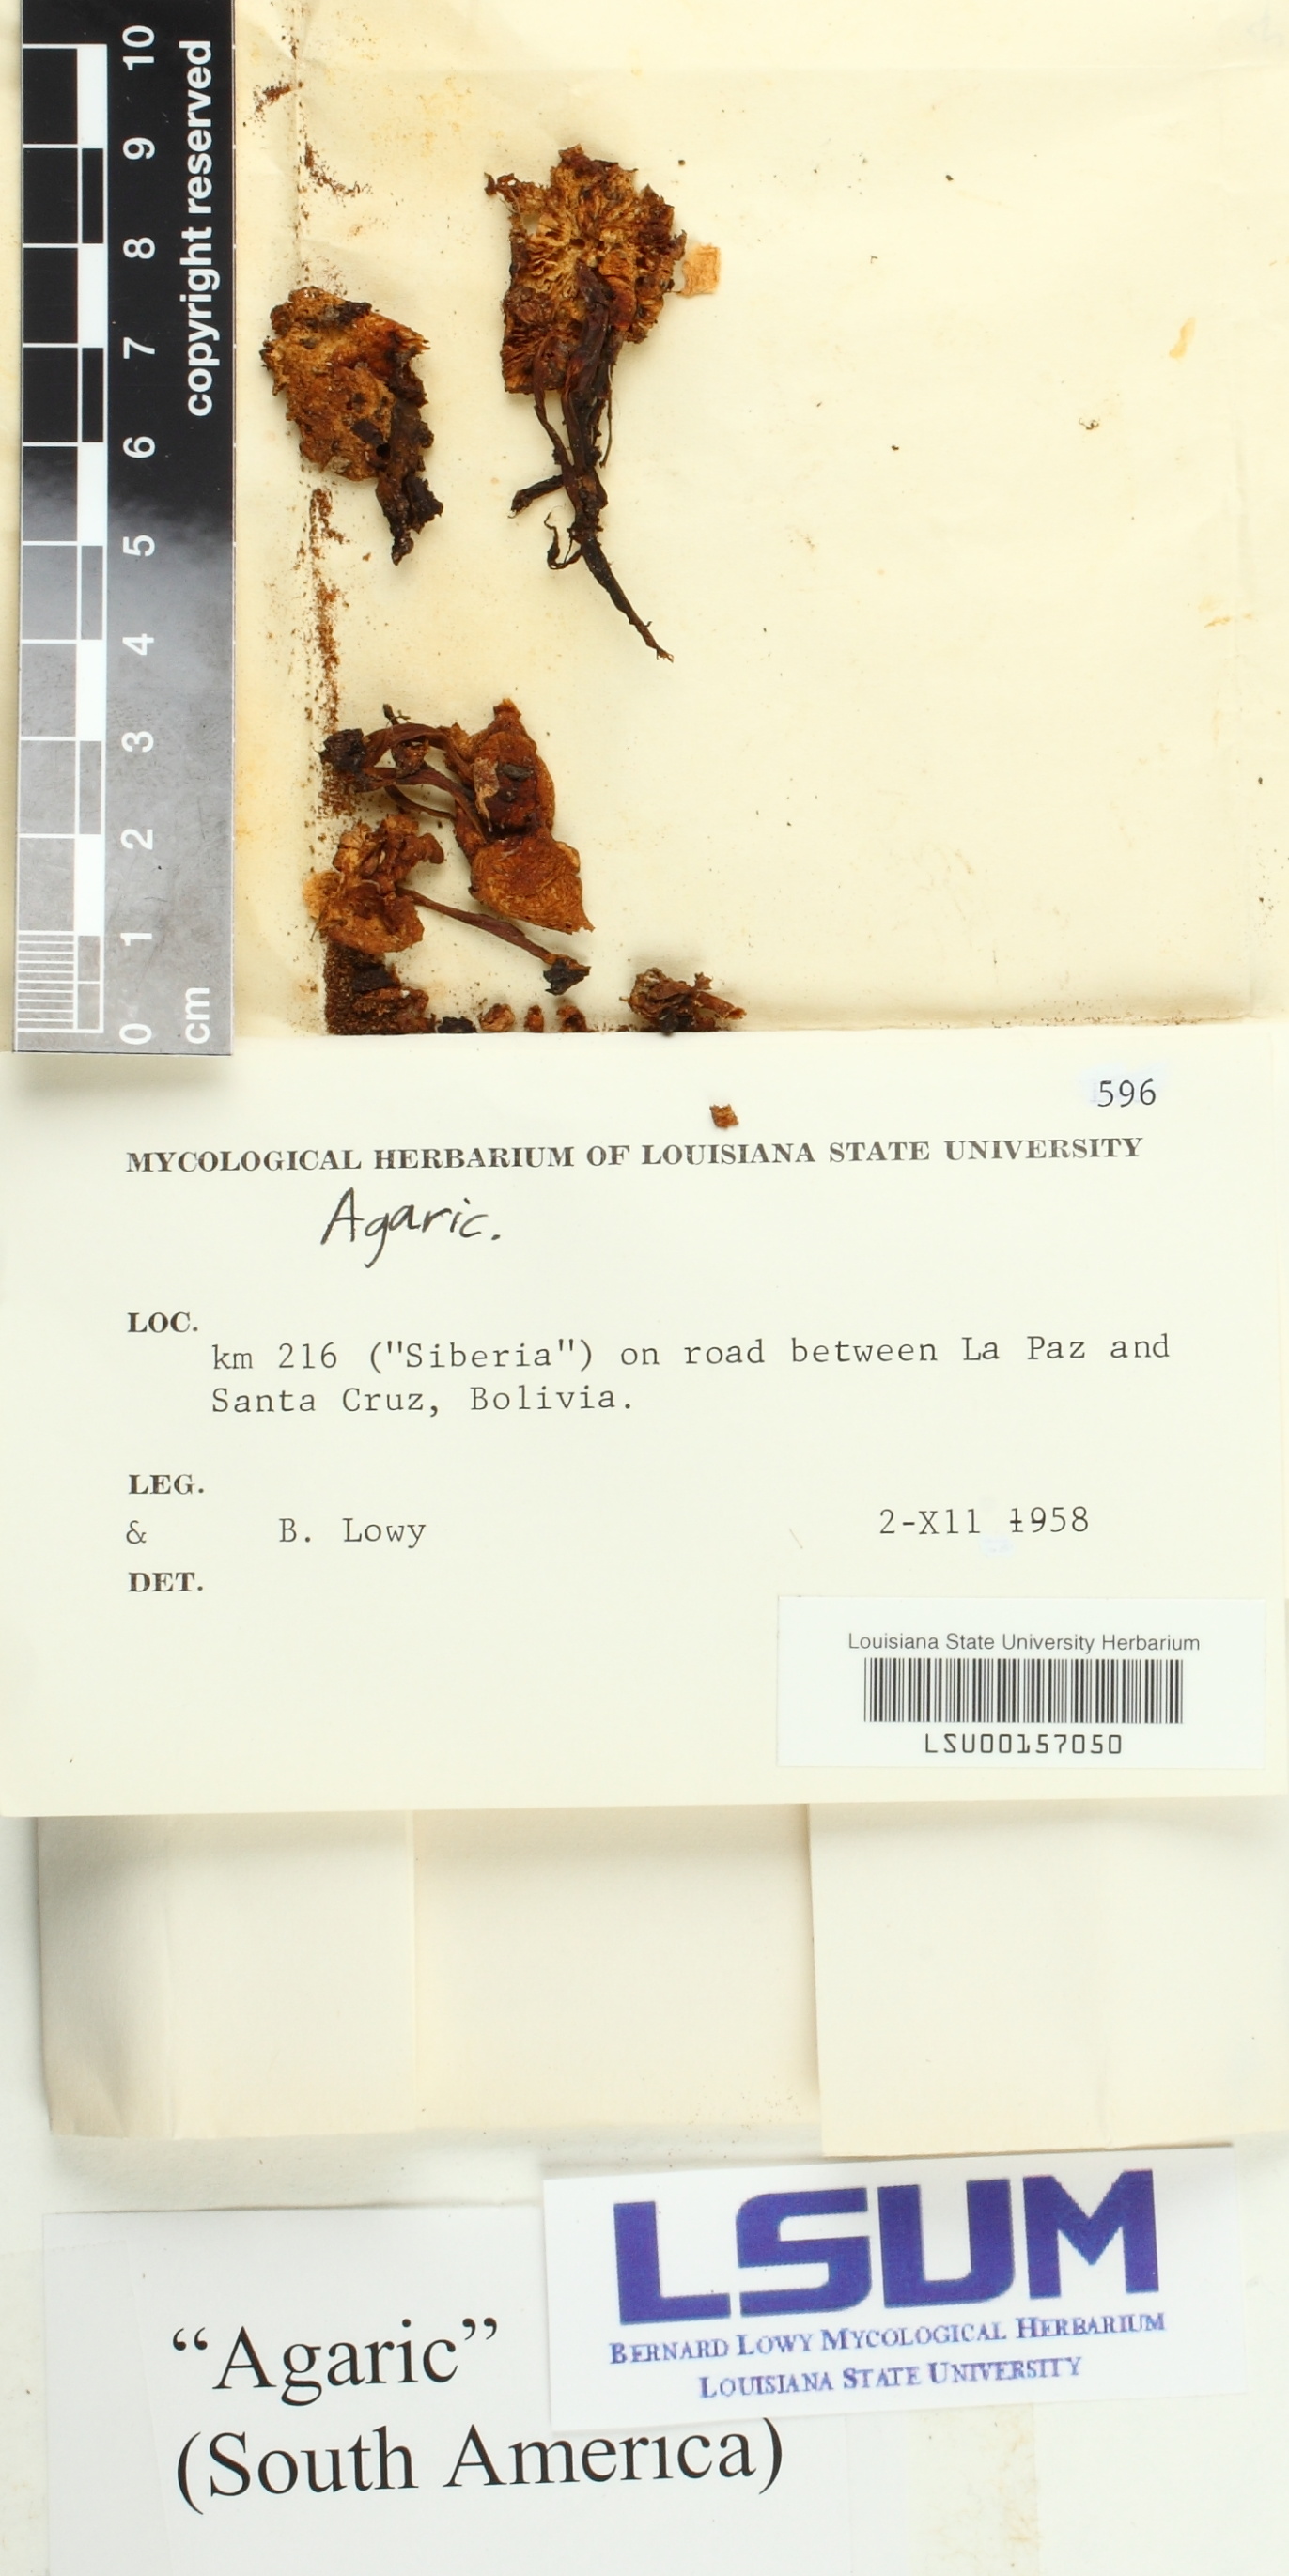 10
9
8
7
6
5
4
3
2
1
0
cm
copyright reserved
596
MYCOLOGICAL HERBARIUM OF LOUISIANA STATE UNIVERSITY
Agaric.
LOC.
km 216 ("Siberia") on road between La Paz and
Santa Cruz, Bolivia.
LEG.
& B. Lowy 2-X11 1958
DET.
Louisiana State University Herbarium
LSU00157050
LSUM
BERNARD LOWY MYCOLOGICAL HERBARIUM
LOUISIANA STATE UNIVERSITY
“Agaric”
(South America)